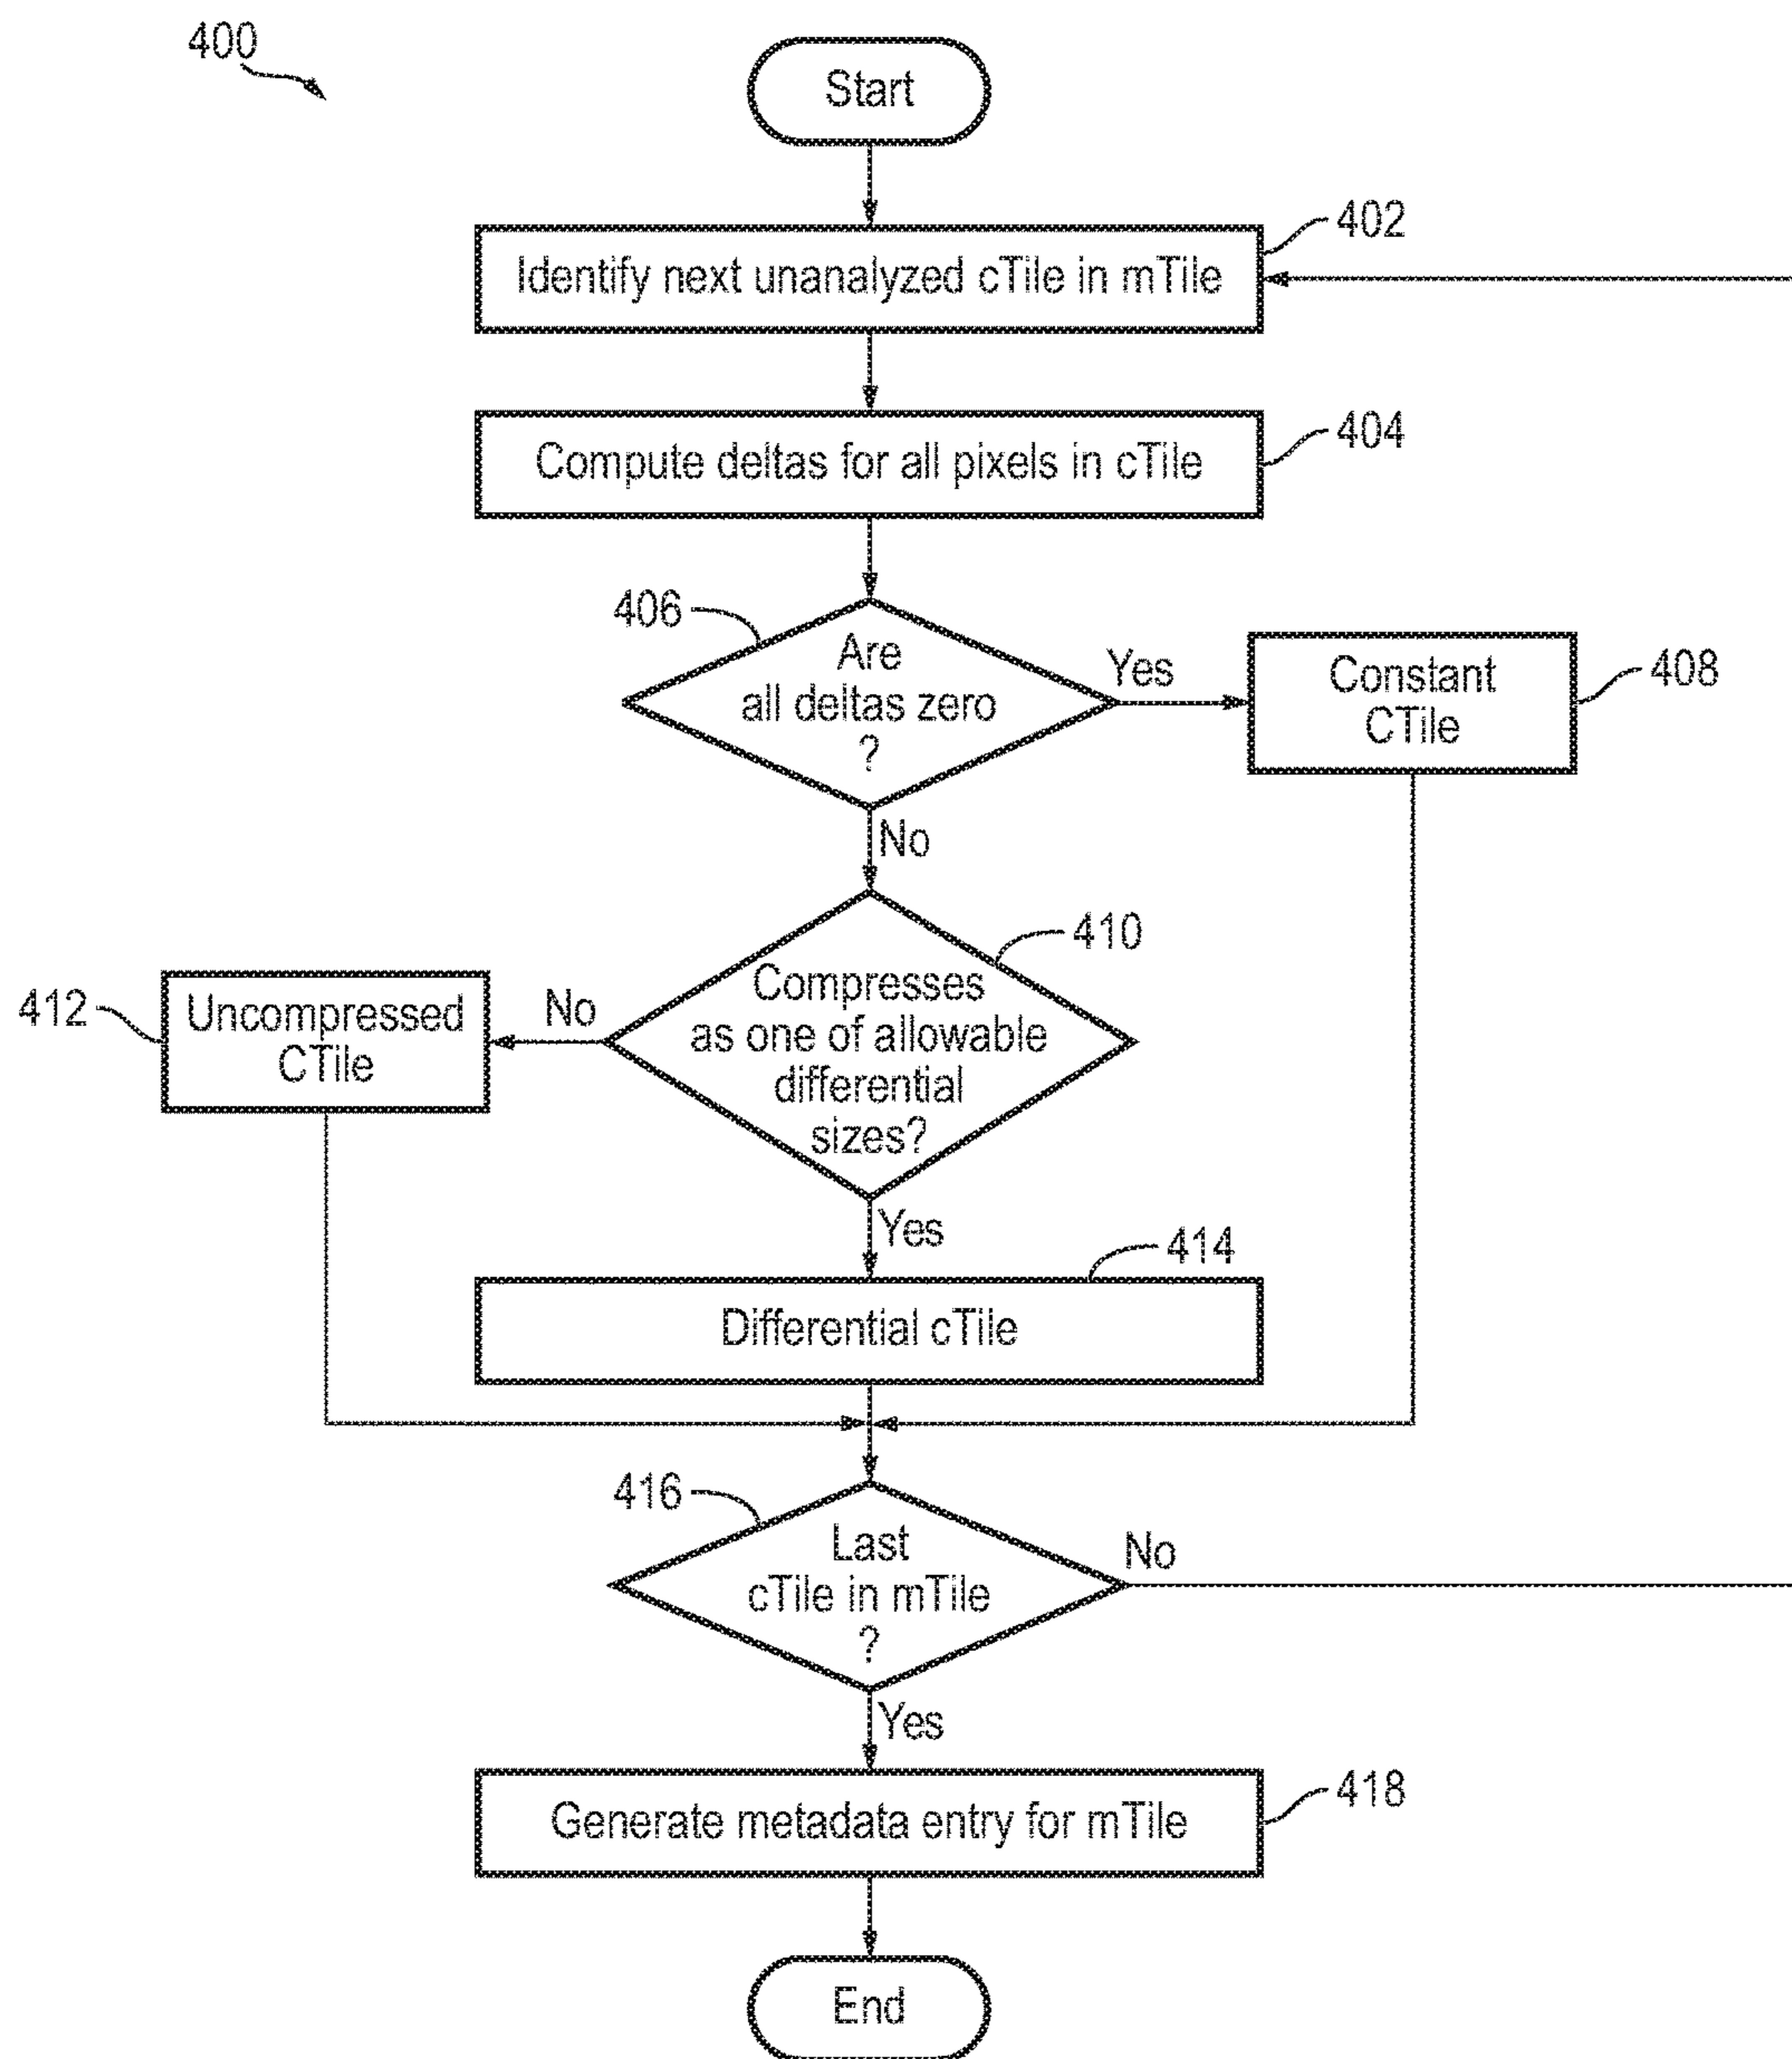 400
Start
402
Identify next unanalyzed cTile in mTile
404
Compute deltas for all pixels in cTile
406
Are
all deltas zero
?
Yes
Constant
CTile
408
No
410
Compresses
as one of allowable
differential
sizes?
No
412
Uncompressed
CTile
Yes
414
Differential cTile
416
Last
cTile in mTile
?
No
Yes
418
Generate metadata entry for mTile
End